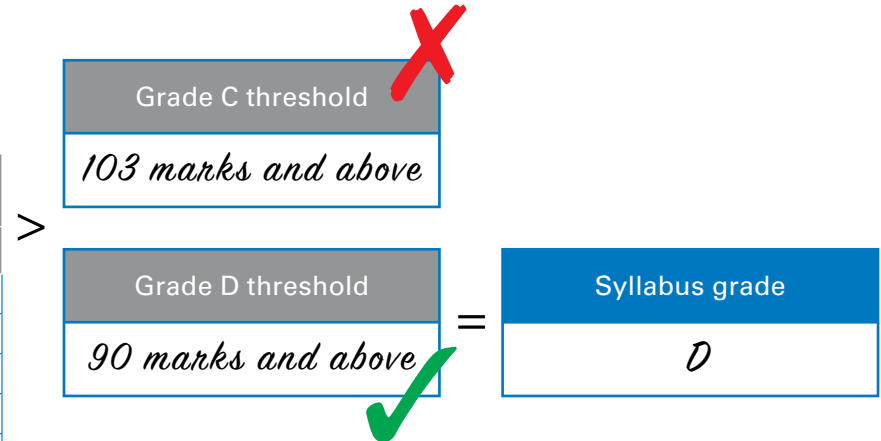 Grade C threshold
103 marks and above
>
Grade D threshold
90 marks and above
=
Syllabus grade
D